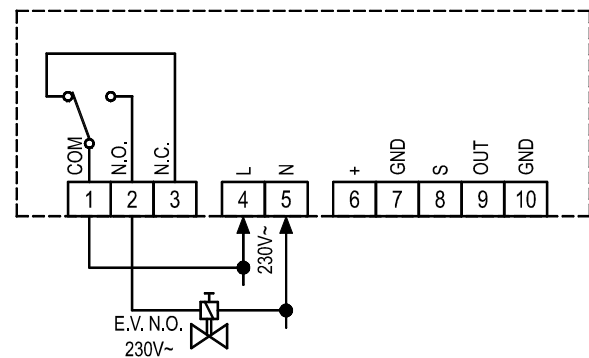 COM
N.O.
N.C.
L
N
+
GND
S
OUT
GND
1
2
3
4
5
6
7
8
9
10
230V~
E.V. N.O.
230V~